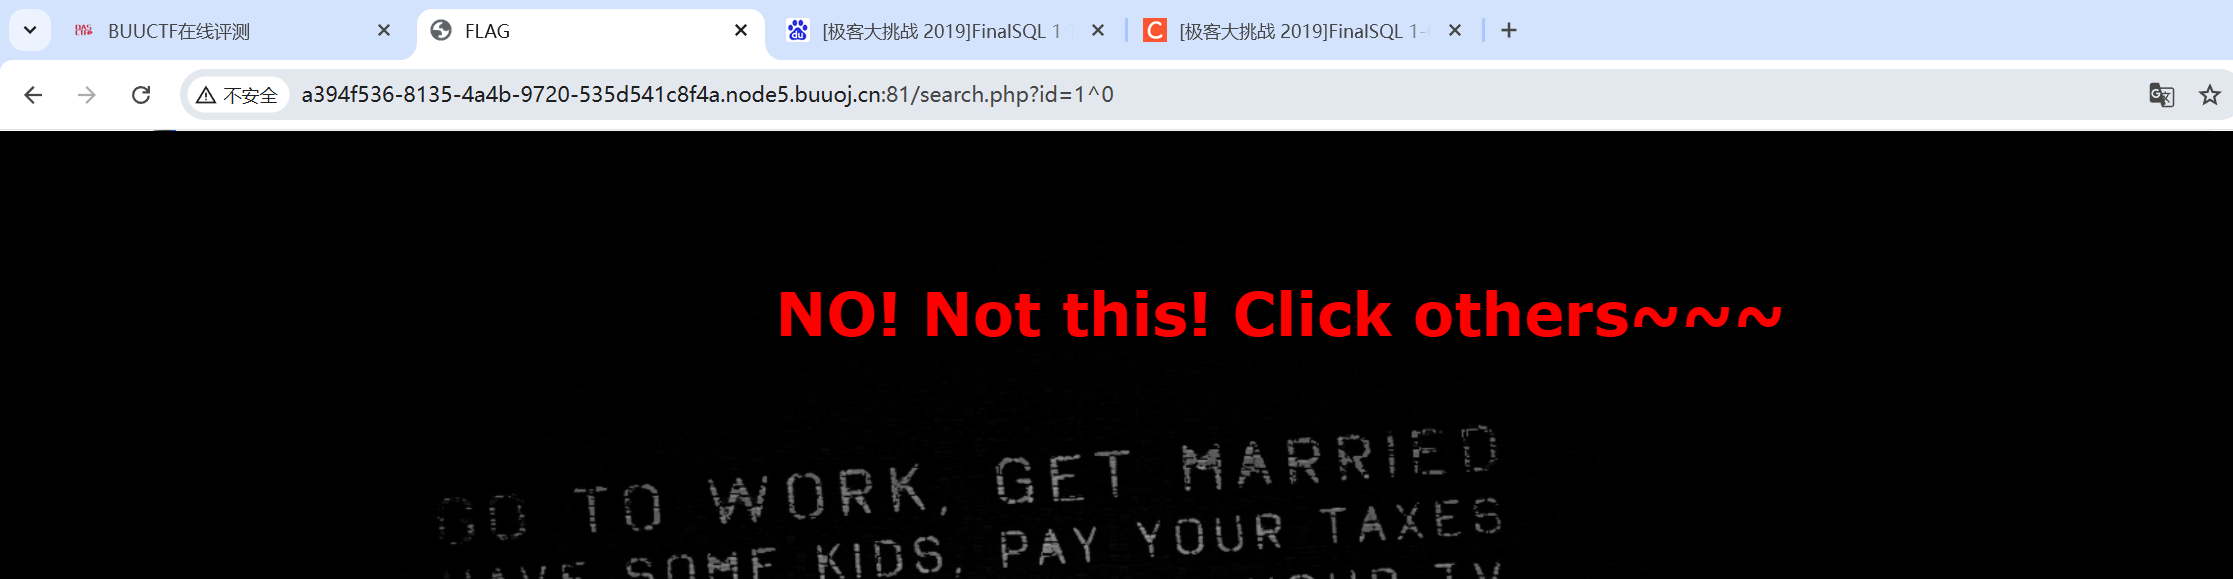 BUUCTF在线评测
FLAG
[极客大挑战 2019]FinalSQL 1
[极客大挑战 2019]FinalSQL 1-
不安全
a394f536-8135-4a4b-9720-535d541c8f4a.node5.buuoj.cn:81/search.php?id=1^0
NO! Not this! Click others~~~
GO TO WORK, GET MARRIED
HAVE SOME KIDS, PAY YOUR TAXES
YOUR TV